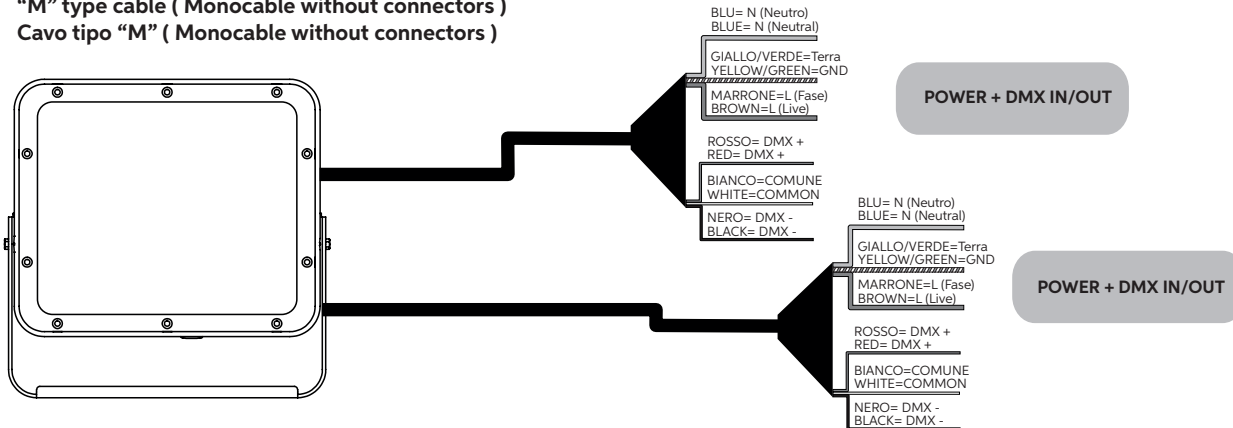 “M” type cable ( Monocable without connectors )
Cavo tipo “M” ( Monocable without connectors )
BLU= N (Neutro)
BLUE= N (Neutral)
GIALLO/VERDE=Terra
YELLOW/GREEN=GND
MARRONE=L (Fase)
BROWN=L (Live)
POWER + DMX IN/OUT
ROSSO= DMX +
RED= DMX +
BIANCO=COMUNE
WHITE=COMMON
NERO= DMX -
BLACK= DMX -
BLU= N (Neutro)
BLUE= N (Neutral)
GIALLO/VERDE=Terra
YELLOW/GREEN=GND
MARRONE=L (Fase)
BROWN=L (Live)
POWER + DMX IN/OUT
ROSSO= DMX +
RED= DMX +
BIANCO=COMUNE
WHITE=COMMON
NERO= DMX -
BLACK= DMX -